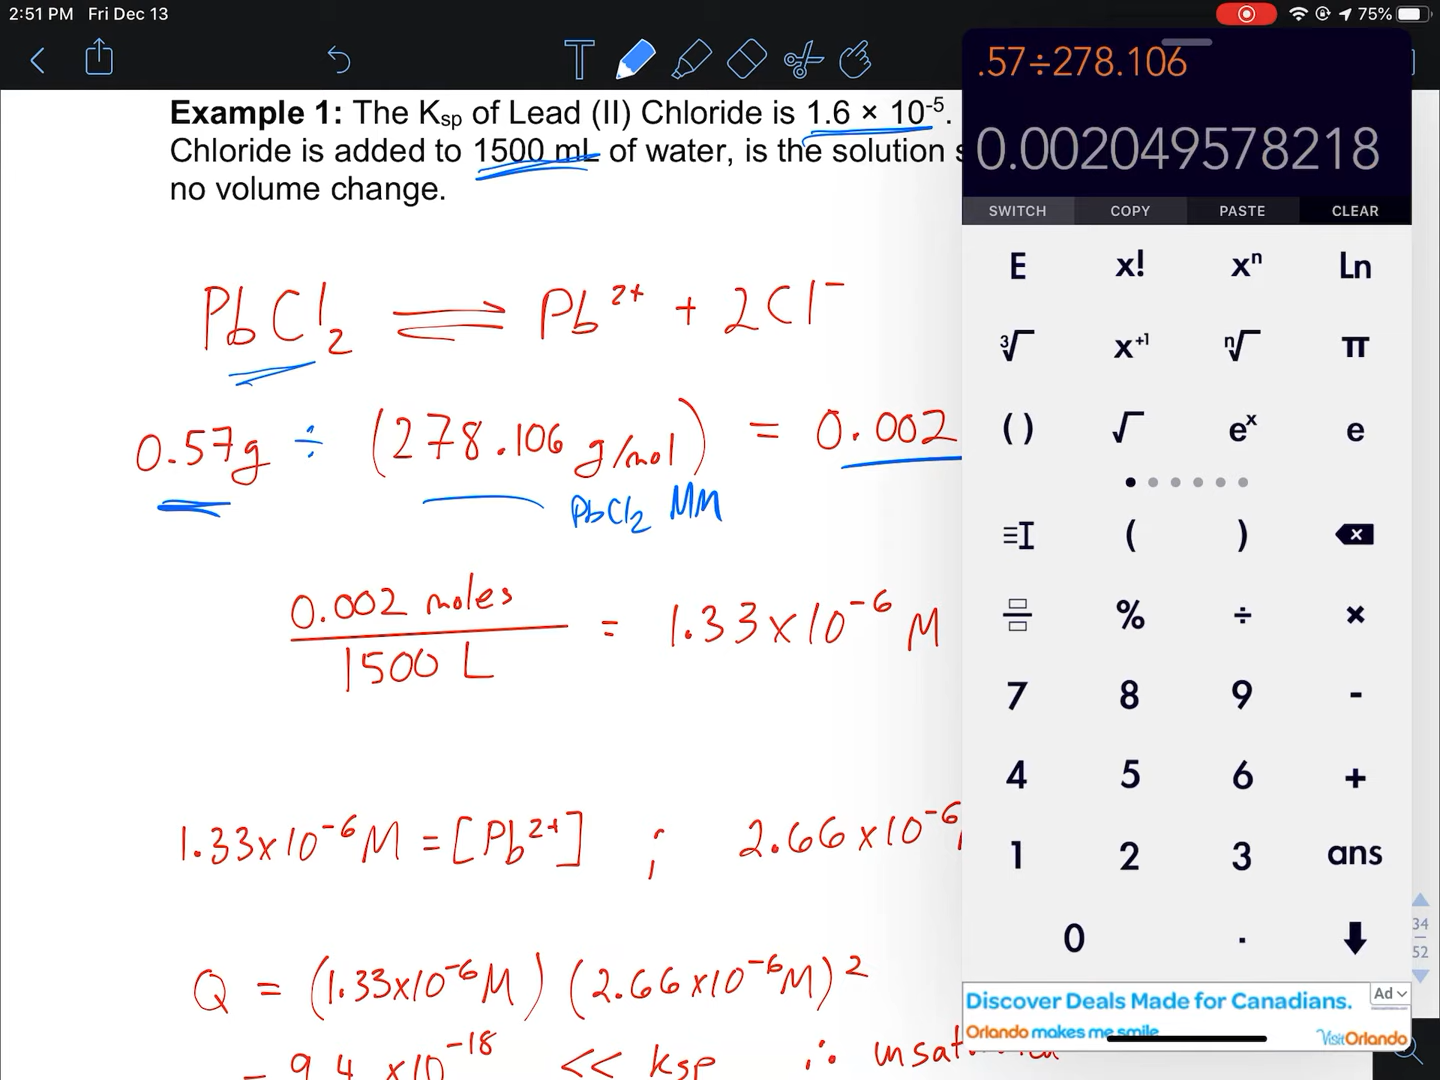 2:51 PM Fri Dec 13
75%
T
Example 1: The Ksp of Lead (II) Chloride is 1.6 × 10⁻⁵.
Chloride is added to 1500 mL of water, is the solution s
no volume change.
PbCl₂ ⇌ Pb²⁺ + 2Cl⁻
0.57g ÷ (278.106 g/mol) = 0.002
PbCl₂ MM
0.002 moles
1500 L
= 1.33x10⁻⁶ M
1.33x10⁻⁶M = [Pb²⁺] ; 2.66x10⁻⁶
Q = (1.33x10⁻⁶M) (2.66x10⁻⁶M)²
= 9.4 x10⁻¹⁸ << Ksp ∴
.57÷278.106
0.002049578218
SWITCH COPY PASTE CLEAR
E x! xⁿ Ln
³√ x⁺¹ ⁿ√ π
( ) √ eˣ e
( )
% ÷ ×
7 8 9 -
4 5 6 +
1 2 3 ans
0 .
34
52
Discover Deals Made for Canadians. Ad
Orlando makes me smile VisitOrlando